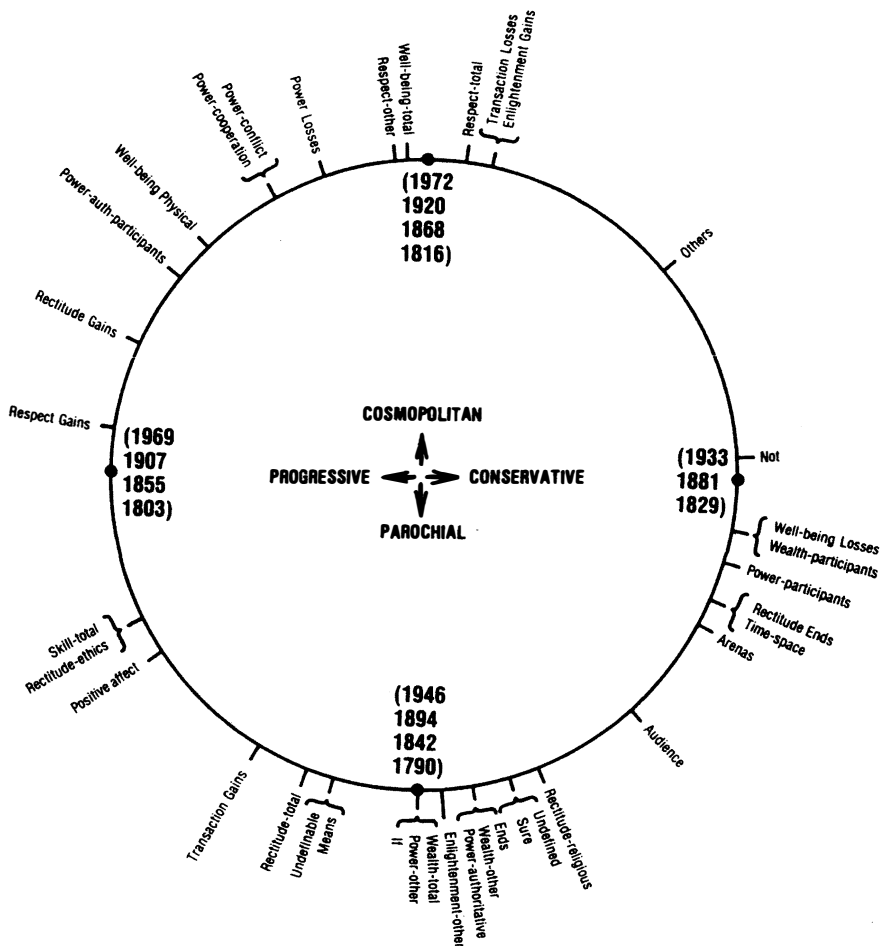 Well-being-total
Respect-other
Respect-total
Transaction Losses
Enlightenment Gains
Power Losses
Power-conflict
Power-cooperation
Well-being Physical
Power-auth-participants
Rectitude Gains
Respect Gains
Others
(1972
1920
1868
1816)
COSMOPOLITAN
PROGRESSIVE
CONSERVATIVE
PAROCHIAL
(1969
1907
1855
1803)
(1933
1881
1829)
Not
Well-being Losses
Wealth-participants
Power-participants
Rectitude Ends
Time-space
Arenas
Audience
Skill-total
Rectitude-ethics
Positive affect
Transaction Gains
(1946
1894
1842
1790)
Rectitude-total
Undefinable
Means
If
Power-other
Wealth-total
Enlightenment-other
Power-authoritative
Wealth-other
Ends
Sure
Undefined
Rectitude-religious